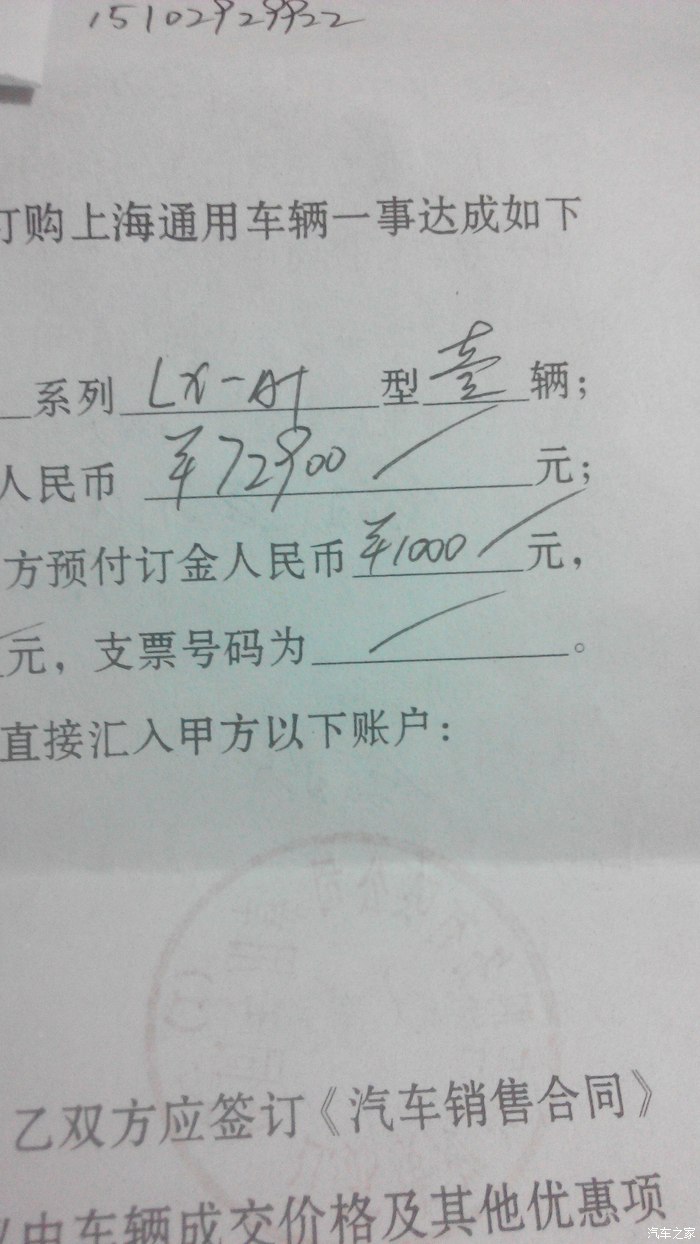 15102929922
订购上海通用车辆一事达成如下
系列 LX-AT 型 壹 辆；
人民币 ￥72900 元；
方预付订金人民币 ￥1000 元，
元，支票号码为 。
直接汇入甲方以下账户：
乙双方应签订《汽车销售合同》
中车辆成交价格及其他优惠项
汽车之家